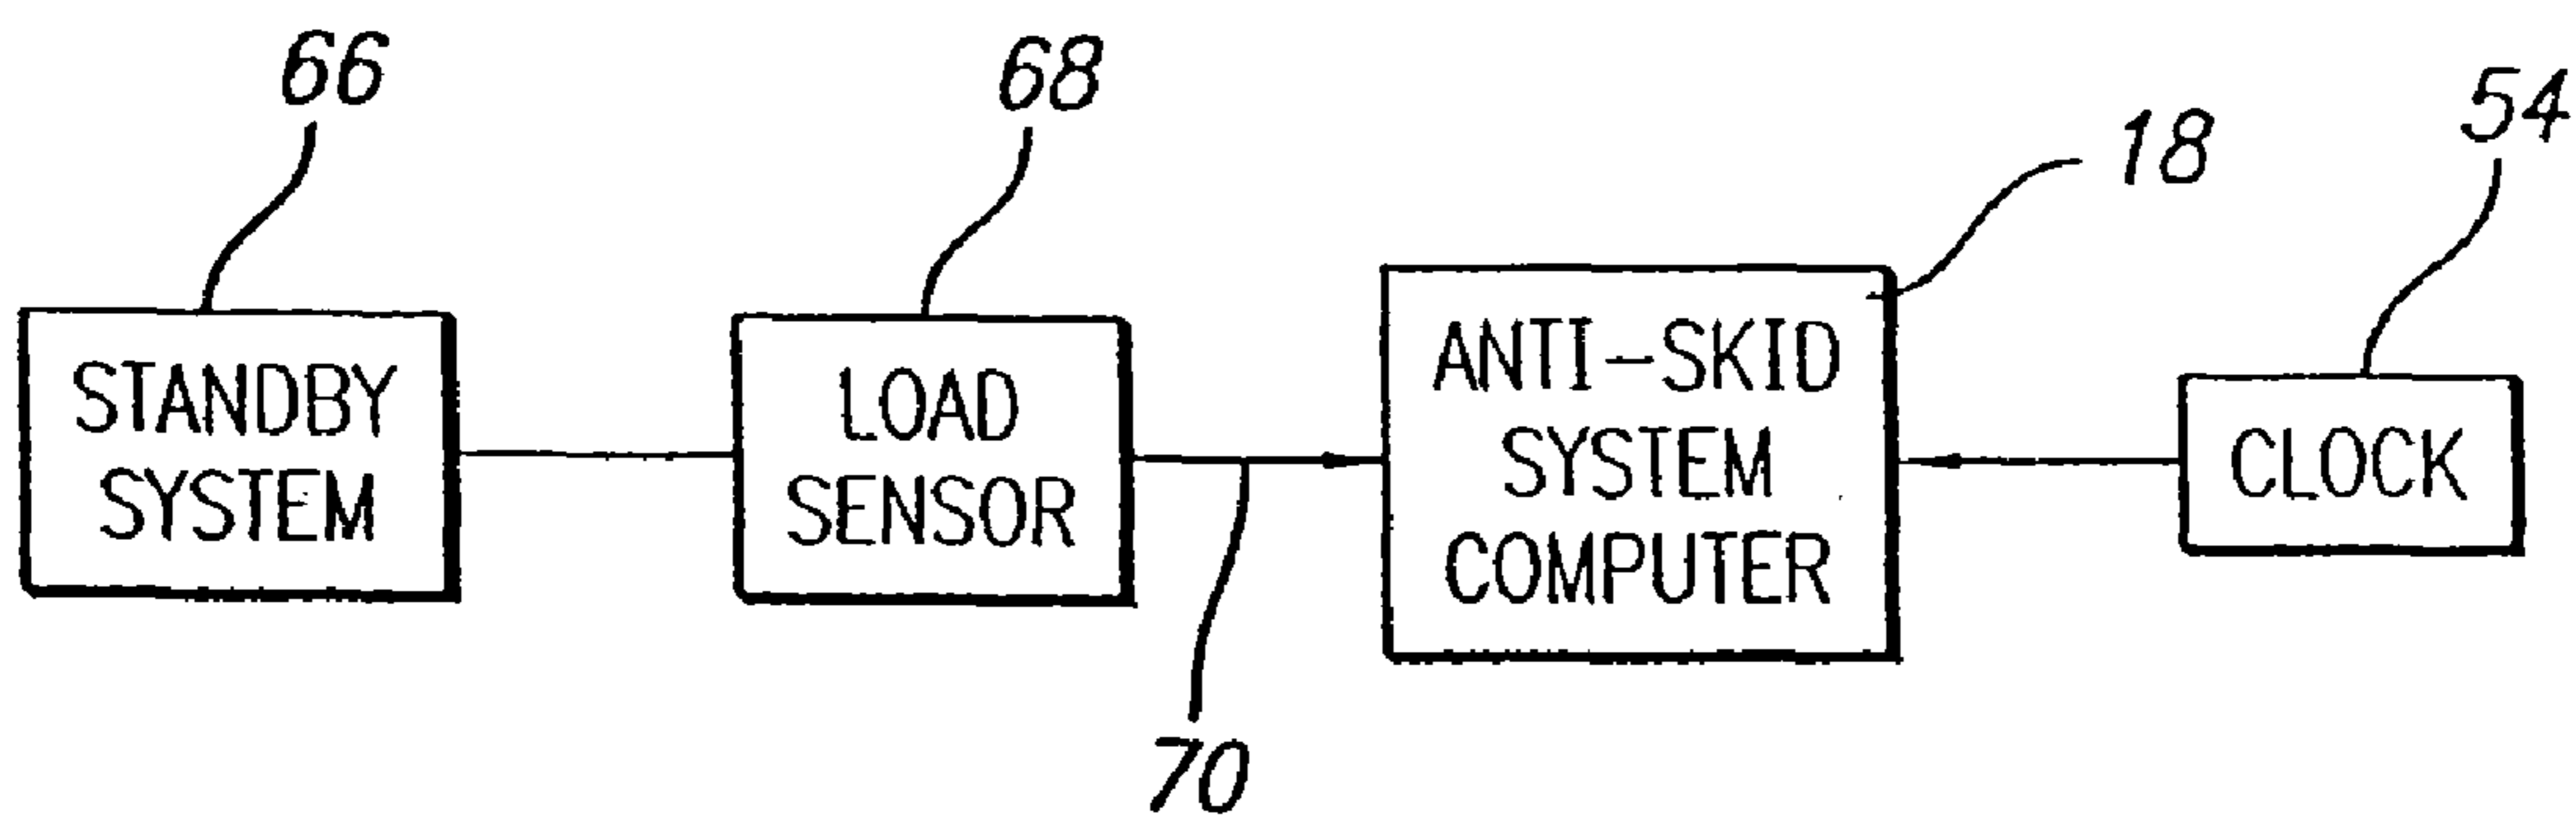 66
68
18
54
STANDBY
SYSTEM
LOAD
SENSOR
ANTI-SKID
SYSTEM
COMPUTER
CLOCK
70